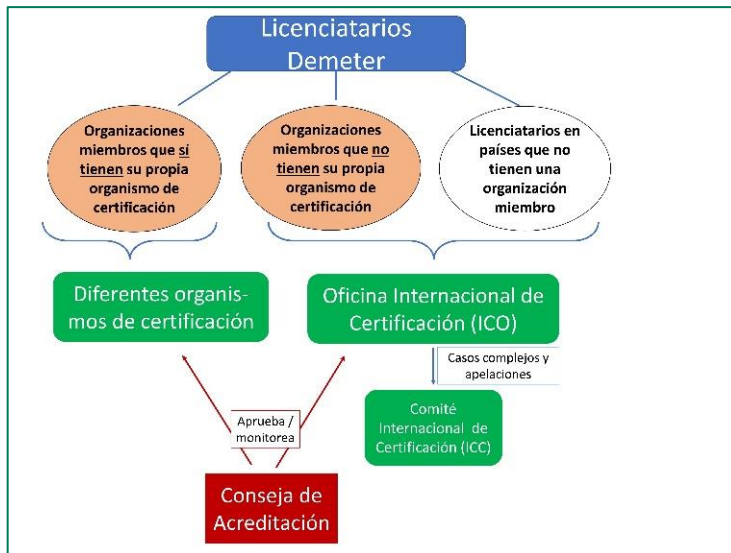 Licenciatarios
Demeter
Organizaciones
miembros que sí
tienen su propia
organismo de
certificación
Organizaciones
miembros que no
tienen su propia
organismo de
certificación
Licenciatarios en
países que no
tienen una
organización
miembro
Diferentes organis-
mos de certificación
Oficina Internacional de
Certificación (ICO)
Casos complejos y
apelaciones
Comité
Internacional de
Certificación (ICC)
Aprueba /
monitorea
Conseja de
Acreditación